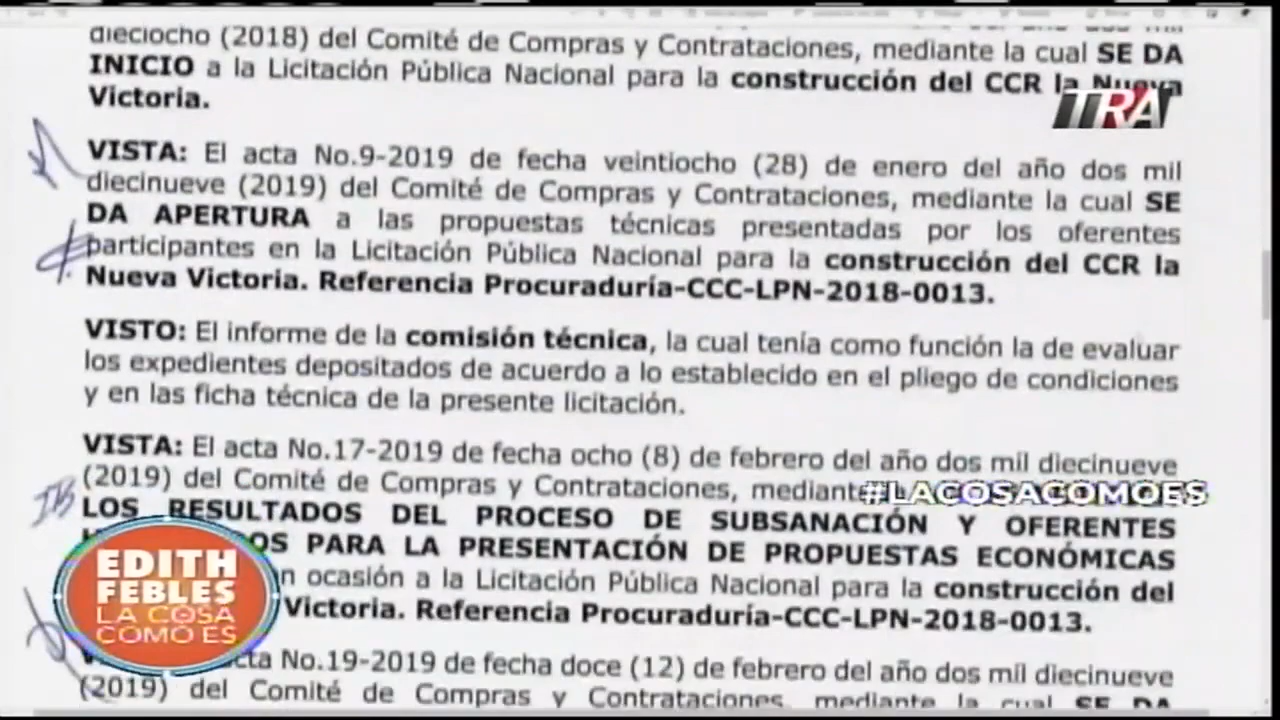 dieciocho (2018) del Comité de Compras y Contrataciones, mediante la cual SE DA
INICIO a la Licitación Pública Nacional para la construcción del CCR la Nueva
Victoria.
TRA
VISTA: El acta No.9-2019 de fecha veintiocho (28) de enero del año dos mil
diecinueve (2019) del Comité de Compras y Contrataciones, mediante la cual SE
DA APERTURA a las propuestas técnicas presentadas por los oferentes
participantes en la Licitación Pública Nacional para la construcción del CCR la
Nueva Victoria. Referencia Procuraduría-CCC-LPN-2018-0013.
VISTO: El informe de la comisión técnica, la cual tenía como función la de evaluar
los expedientes depositados de acuerdo a lo establecido en el pliego de condiciones
y en las ficha técnica de la presente licitación.
VISTA: El acta No.17-2019 de fecha ocho (8) de febrero del año dos mil diecinueve
(2019) del Comité de Compras y Contrataciones, mediante
#LACOSACOMOES
LOS RESULTADOS DEL PROCESO DE SUBSANACIÓN Y OFERENTES
OS PARA LA PRESENTACIÓN DE PROPUESTAS ECONÓMICAS
n ocasión a la Licitación Pública Nacional para la construcción del
Victoria. Referencia Procuraduría-CCC-LPN-2018-0013.
cta No.19-2019 de fecha doce (12) de febrero del año dos mil diecinueve
(2019) del Comité de Compras y Contrataciones, mediante la cual SE DA
EDITH
FEBLES
LA COSA
COMO ES